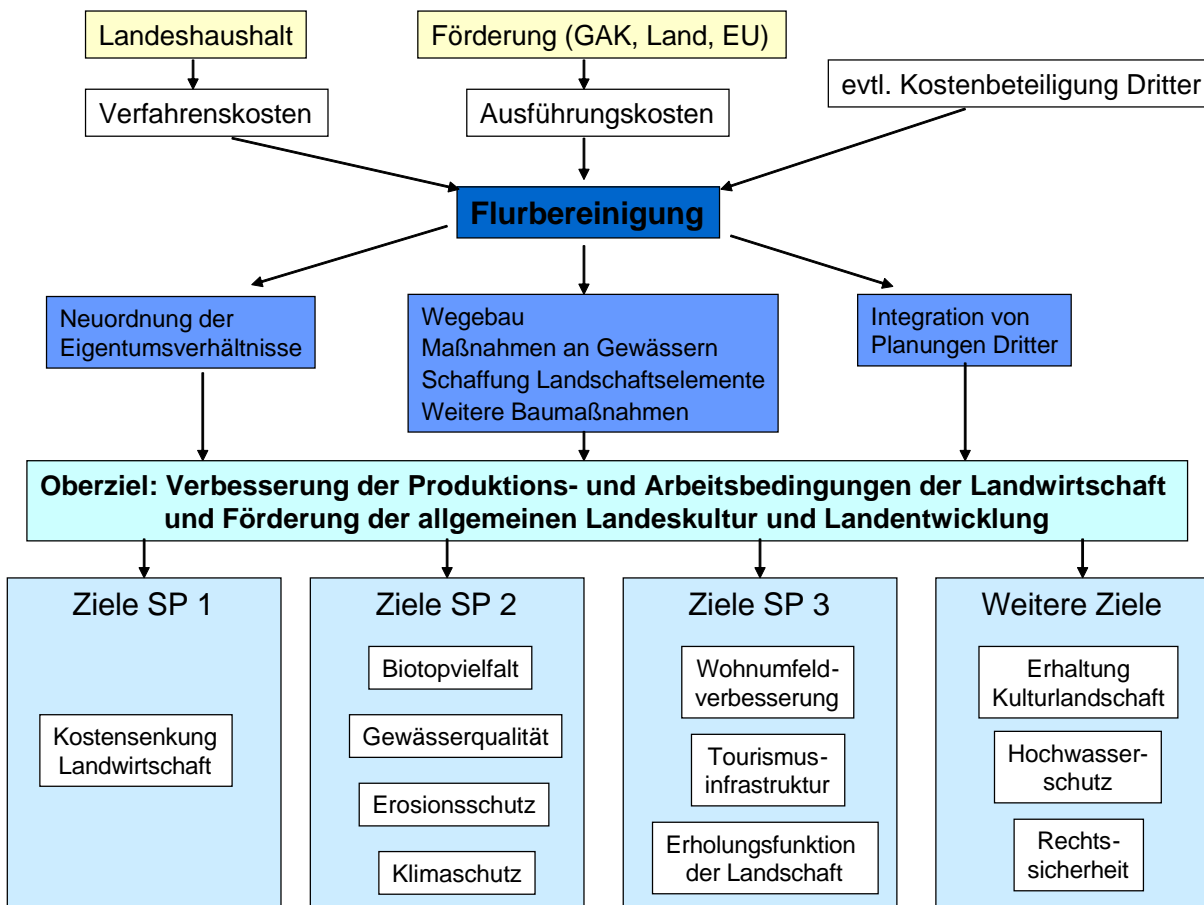 Landeshaushalt
Förderung (GAK, Land, EU)
evtl. Kostenbeteiligung Dritter
Verfahrenskosten
Ausführungskosten
Flurbereinigung
Neuordnung der
Eigentumsverhältnisse
Wegebau
Maßnahmen an Gewässern
Schaffung Landschaftselemente
Weitere Baumaßnahmen
Integration von
Planungen Dritter
Oberziel: Verbesserung der Produktions- und Arbeitsbedingungen der Landwirtschaft
und Förderung der allgemeinen Landeskultur und Landentwicklung
Ziele SP 1
Kostensenkung
Landwirtschaft
Ziele SP 2
Biotopvielfalt
Gewässerqualität
Erosionsschutz
Klimaschutz
Ziele SP 3
Wohnumfeld-
verbesserung
Tourismus-
infrastruktur
Erholungsfunktion
der Landschaft
Weitere Ziele
Erhaltung
Kulturlandschaft
Hochwasser-
schutz
Rechts-
sicherheit